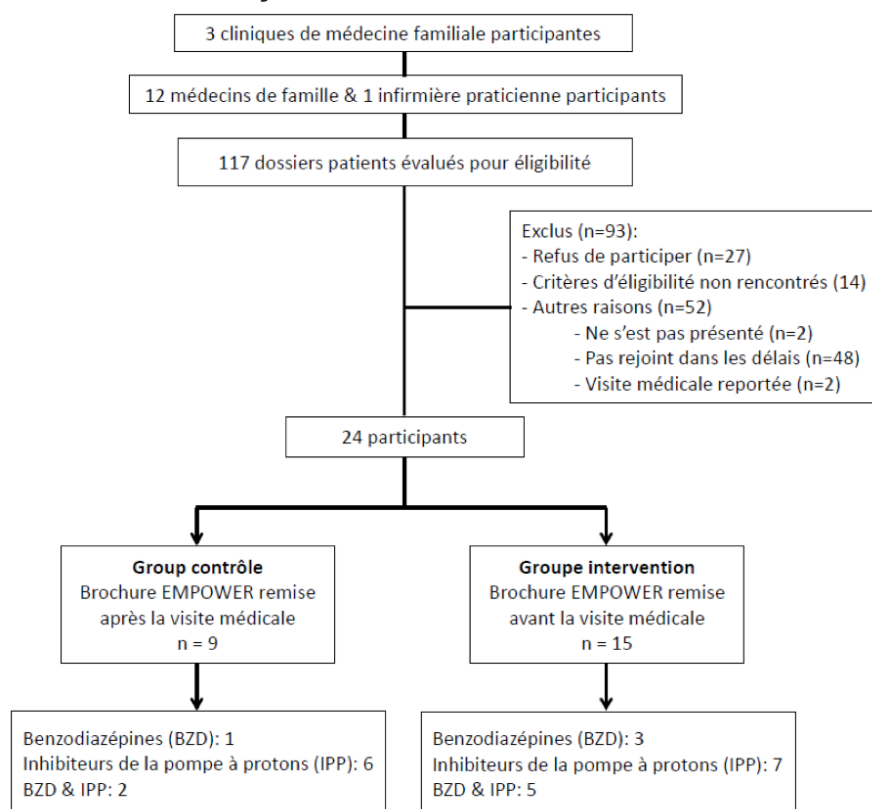 3 cliniques de médecine familiale participantes
12 médecins de famille & 1 infirmière praticienne participants
117 dossiers patients évalués pour éligibilité
Exclus (n=93):
- Refus de participer (n=27)
- Critères d'éligibilité non rencontrés (14)
- Autres raisons (n=52)
- Ne s'est pas présenté (n=2)
- Pas rejoint dans les délais (n=48)
- Visite médicale reportée (n=2)
24 participants
Group contrôle
Brochure EMPOWER remise
après la visite médicale
n = 9
Groupe intervention
Brochure EMPOWER remise
avant la visite médicale
n = 15
Benzodiazépines (BZD): 1
Inhibiteurs de la pompe à protons (IPP): 6
BZD & IPP: 2
Benzodiazépines (BZD): 3
Inhibiteurs de la pompe à protons (IPP): 7
BZD & IPP: 5